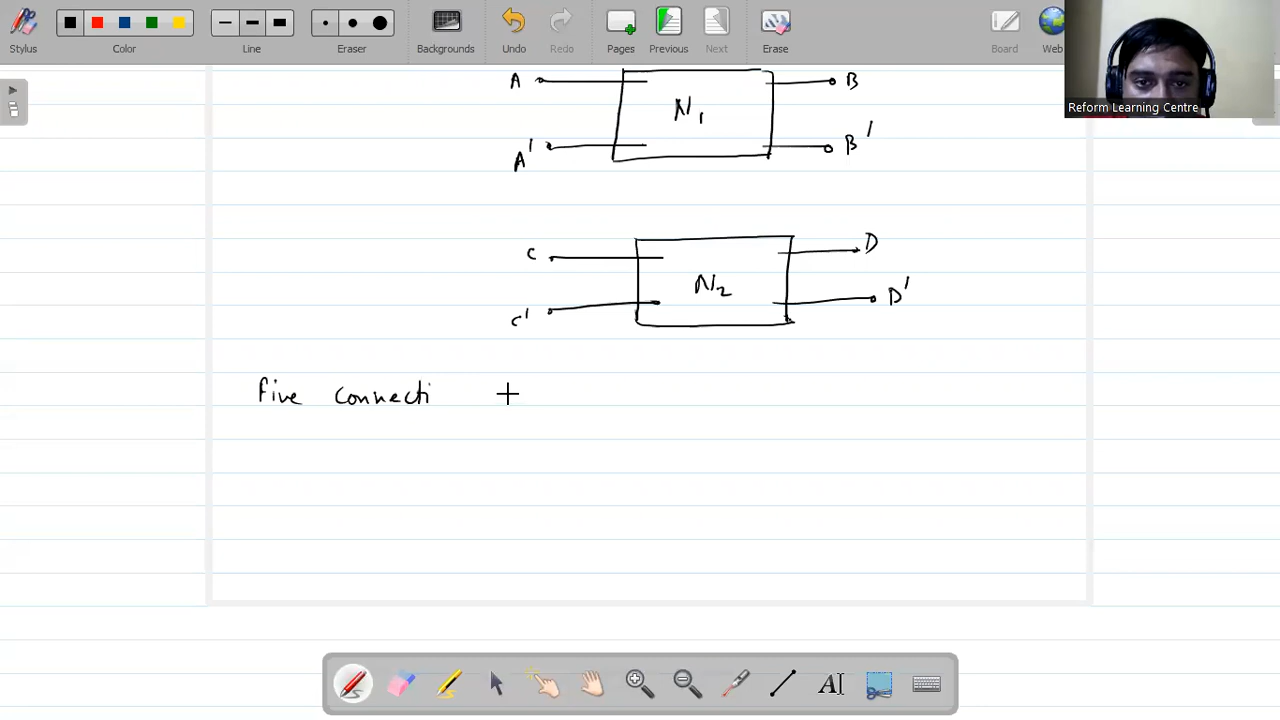 Stylus Color Line Eraser Backgrounds Undo Redo Pages Previous Next Erase Board Web
Reform Learning Centre
A N1 B
A' B'
C N2 D
C' D'
Five connecti
AI